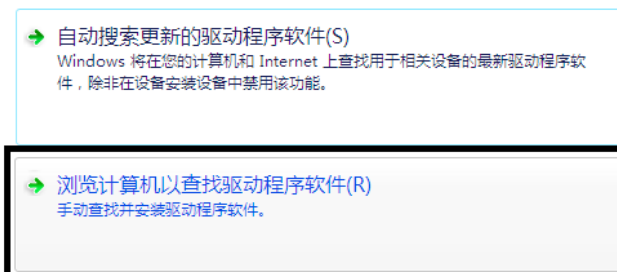 自动搜索更新的驱动程序软件(S)
Windows 将在您的计算机和 Internet 上查找用于相关设备的最新驱动程序软
件，除非在设备安装设备中禁用该功能。
浏览计算机以查找驱动程序软件(R)
手动查找并安装驱动程序软件。